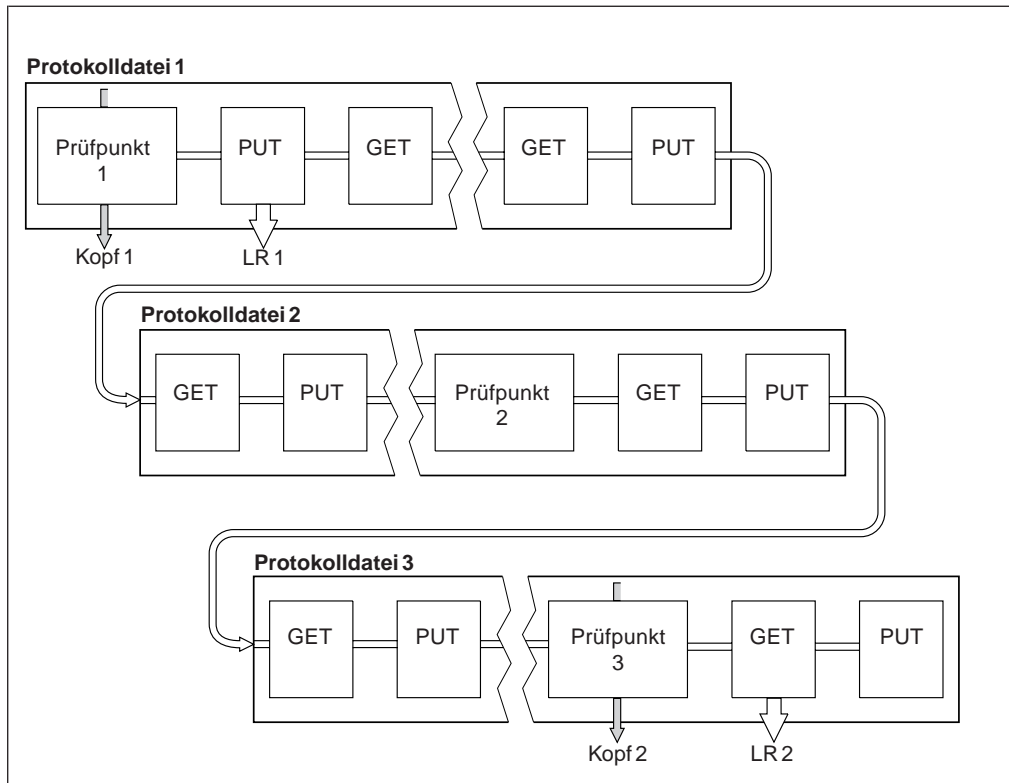 Protokolldatei 1
Prüfpunkt
1
PUT
GET
GET
PUT
Kopf 1
LR 1
Protokolldatei 2
GET
PUT
Prüfpunkt
2
GET
PUT
Protokolldatei 3
GET
PUT
Prüfpunkt
3
GET
PUT
Kopf 2
LR 2